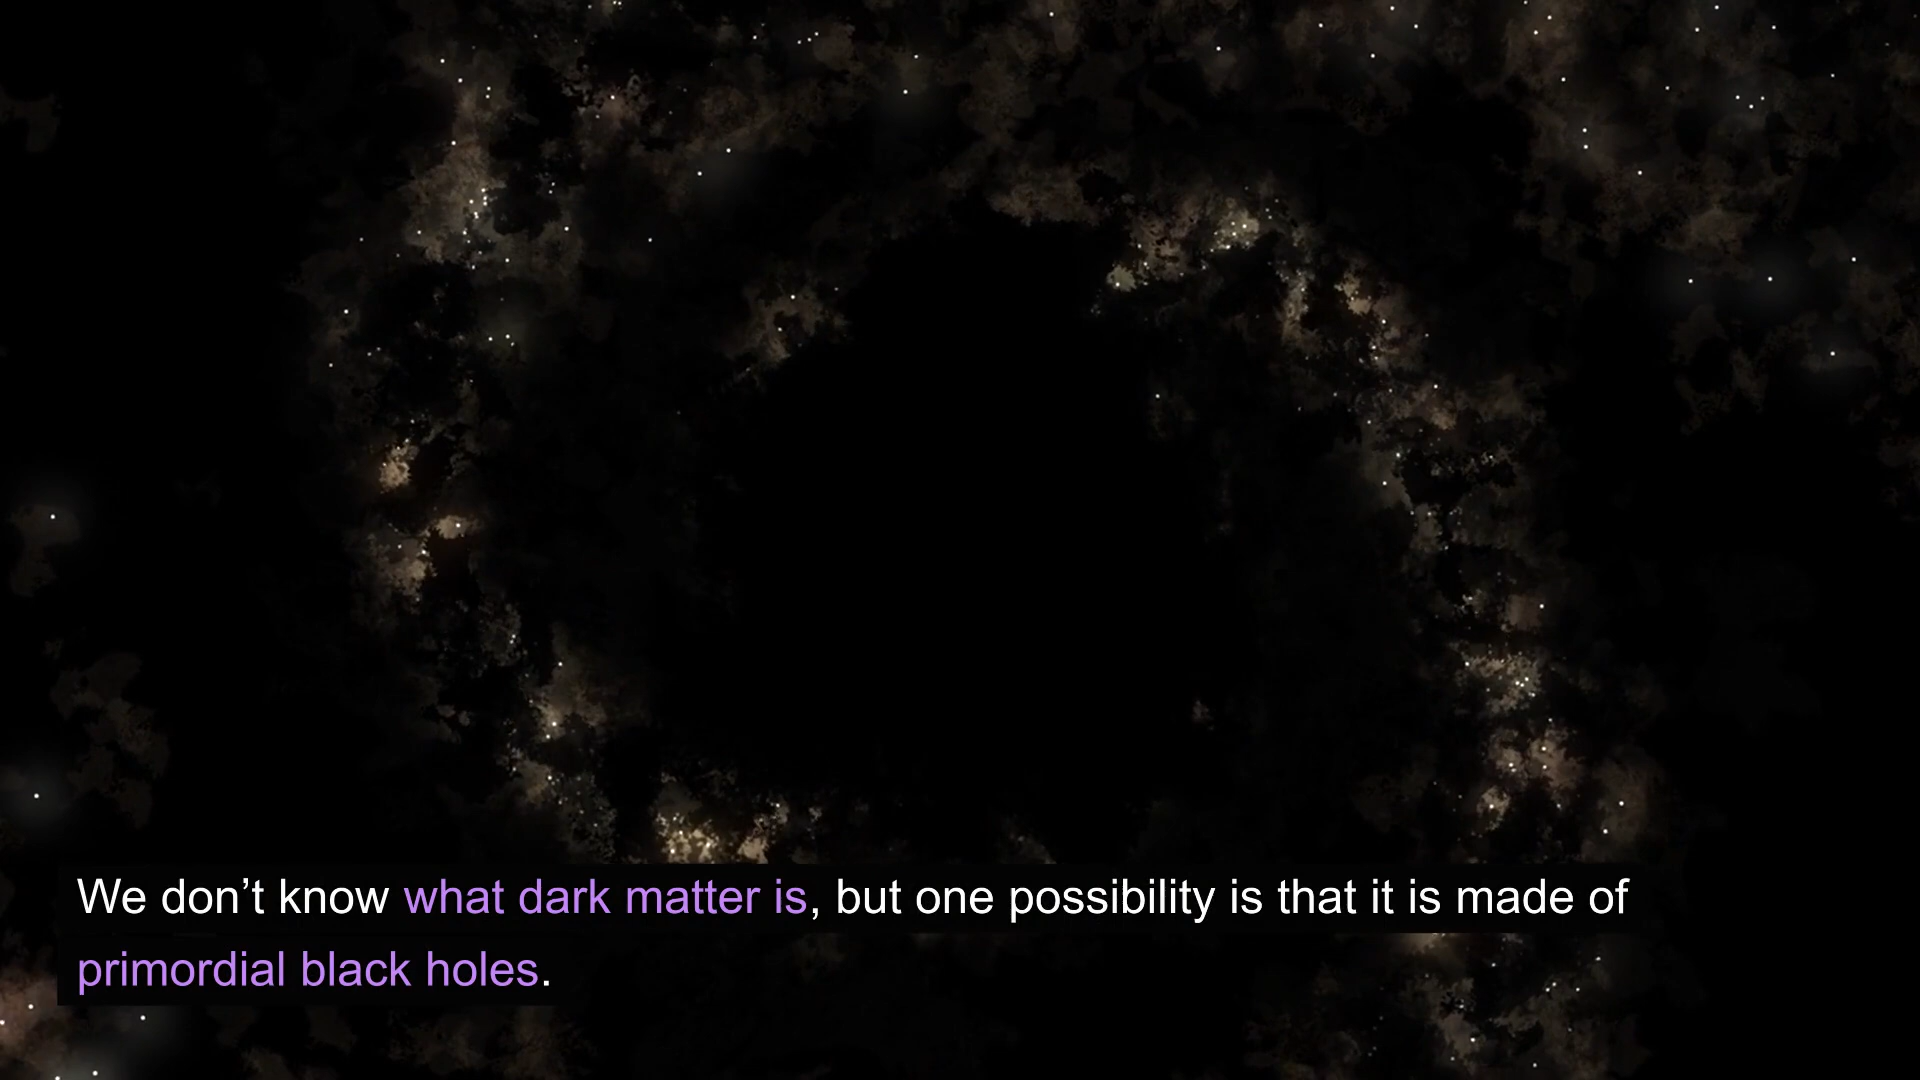 We don’t know what dark matter is, but one possibility is that it is made of
primordial black holes.